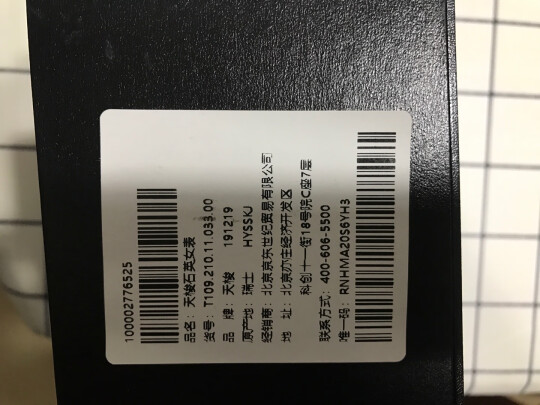 100002776525
品名：天梭石英女表
货号：T109.210.11.033.00
品 牌：天梭 191219
原产地：瑞士 HYSSKJ
经销商：北京京东世纪贸易有限公司
地 址：北京亦庄经济开发区
科创十一街18号院C座7层
联系方式：400-606-5500
唯一码：RNHMA20S6YH3